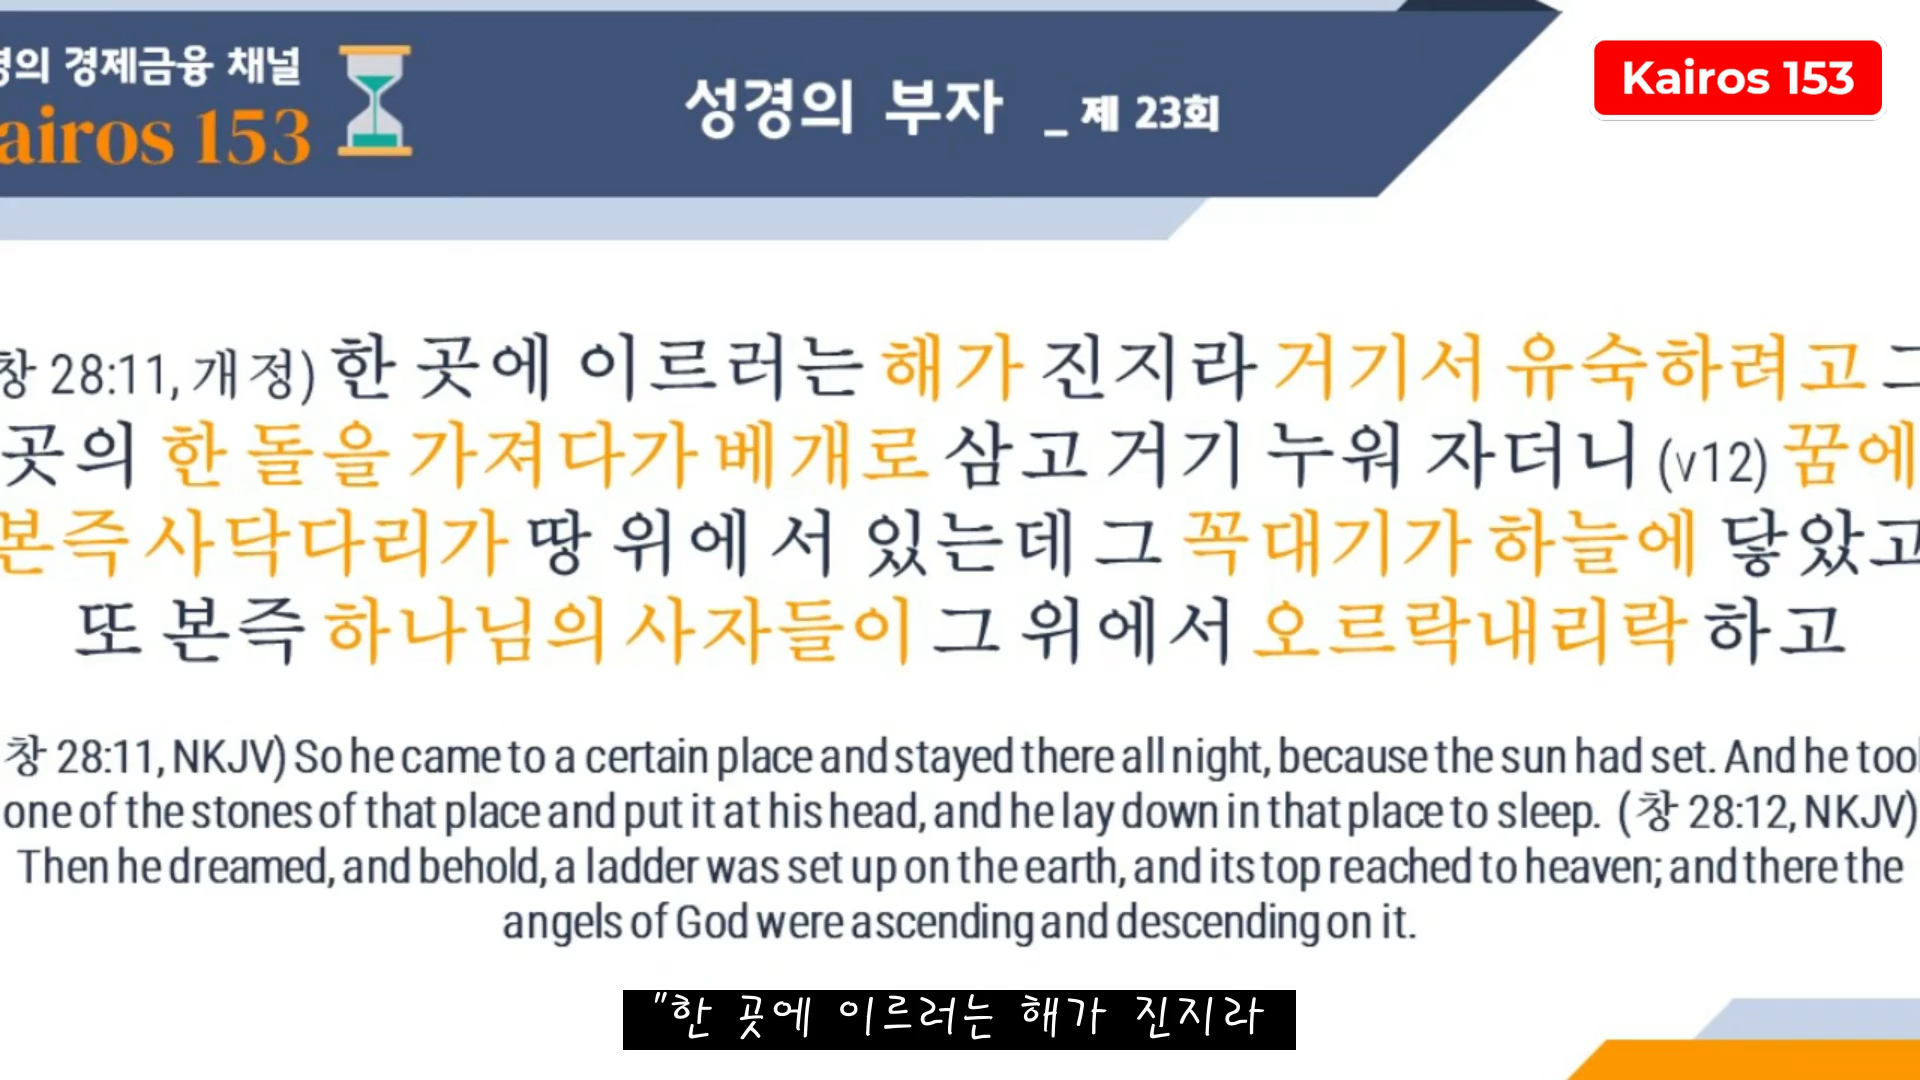 경제금융 채널
153
성경의 부자 _ 제 23회
Kairos 153
28:11, 개정) 한 곳에 이르러는 해가 진지라 거기서 유숙하려고 그
곳의 한 돌을 가져다가 베개로 삼고 거기 누워 자더니 (v12) 꿈에
본즉 사닥다리가 땅 위에 서 있는데 그 꼭대기가 하늘에 닿았고
또 본즉 하나님의 사자들이 그 위에서 오르락내리락 하고
창 28:11, NKJV) So he came to a certain place and stayed there all night, because the sun had set. And he
one of the stones of that place and put it at his head, and he lay down in that place to sleep. (창 28:12, NKJV)
Then he dreamed, and behold, a ladder was set up on the earth, and its top reached to heaven; and there the
angels of God were ascending and descending on it.
"한 곳에 이르러는 해가 진지라